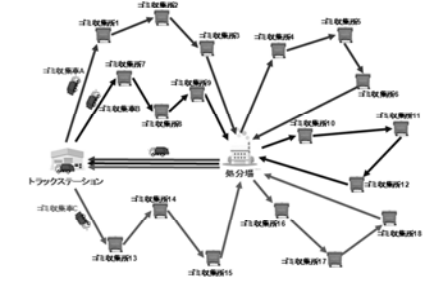 ゴミ収集所1
ゴミ収集所2
ゴミ収集所3
ゴミ収集所4
ゴミ収集所5
ゴミ収集所6
ゴミ収集車A
ゴミ収集所7
ゴミ収集車B
ゴミ収集所8
ゴミ収集所9
ゴミ収集所10
ゴミ収集所11
ゴミ収集所12
トラックステーション
処分場
ゴミ収集車C
ゴミ収集所13
ゴミ収集所14
ゴミ収集所15
ゴミ収集所16
ゴミ収集所17
ゴミ収集所18